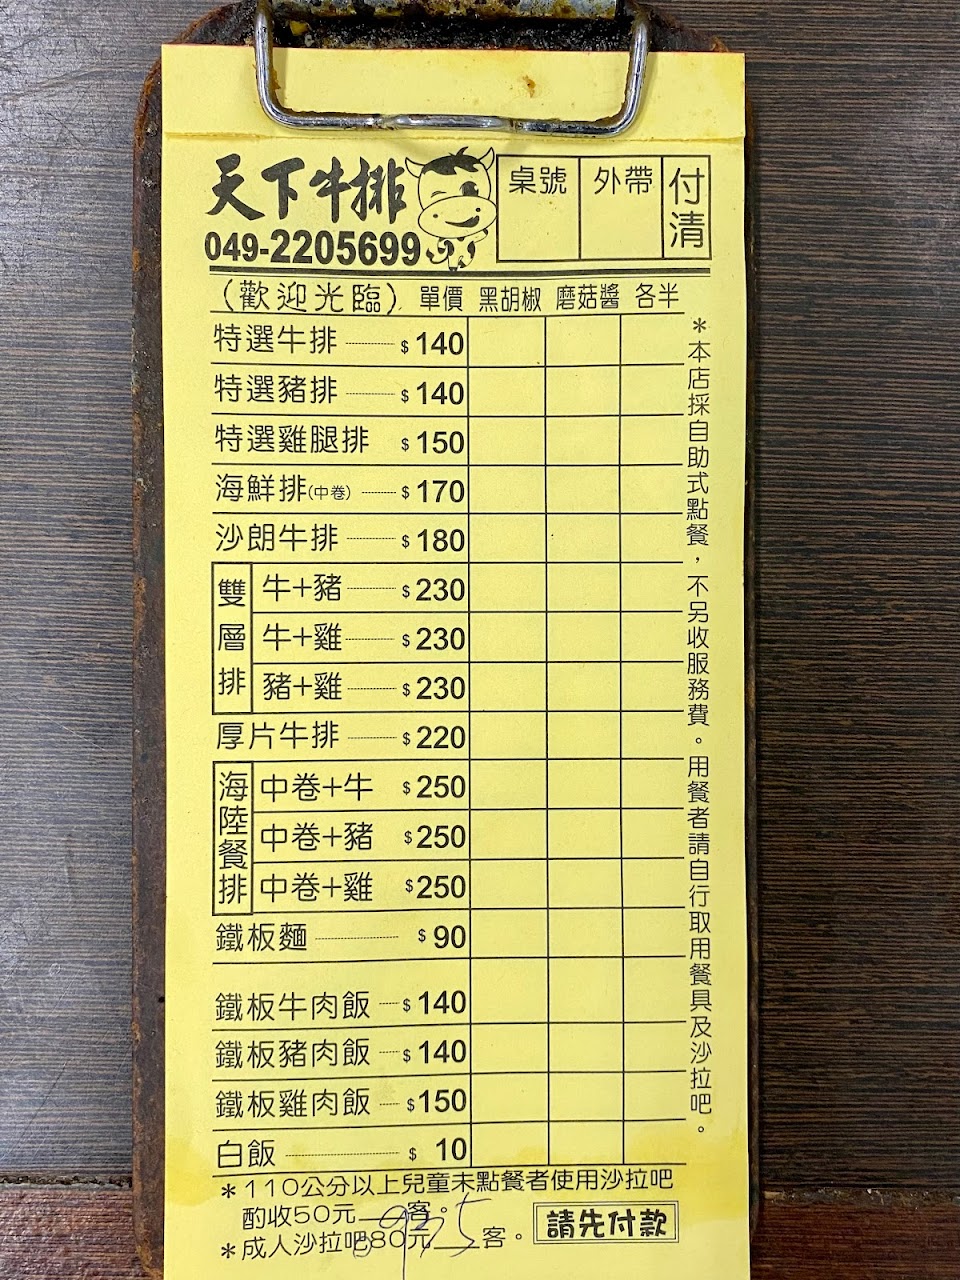 天下牛排
049-2205699
桌號 外帶 付清
(歡迎光臨) 單價 黑胡椒 磨菇醬 各半
特選牛排 $140
特選豬排 $140
特選雞腿排 $150
海鮮排(中卷) $170
沙朗牛排 $180
雙層排
牛+豬 $230
牛+雞 $230
豬+雞 $230
厚片牛排 $220
海陸餐排
中卷+牛 $250
中卷+豬 $250
中卷+雞 $250
鐵板麵 $90
鐵板牛肉飯 $140
鐵板豬肉飯 $140
鐵板雞肉飯 $150
白飯 $10
*本店採自助式點餐，不另收服務費。用餐者請自行取用餐具及沙拉吧。
*110公分以上兒童未點餐者使用沙拉吧
酌收50元__客。
*成人沙拉吧80元__客。
請先付款